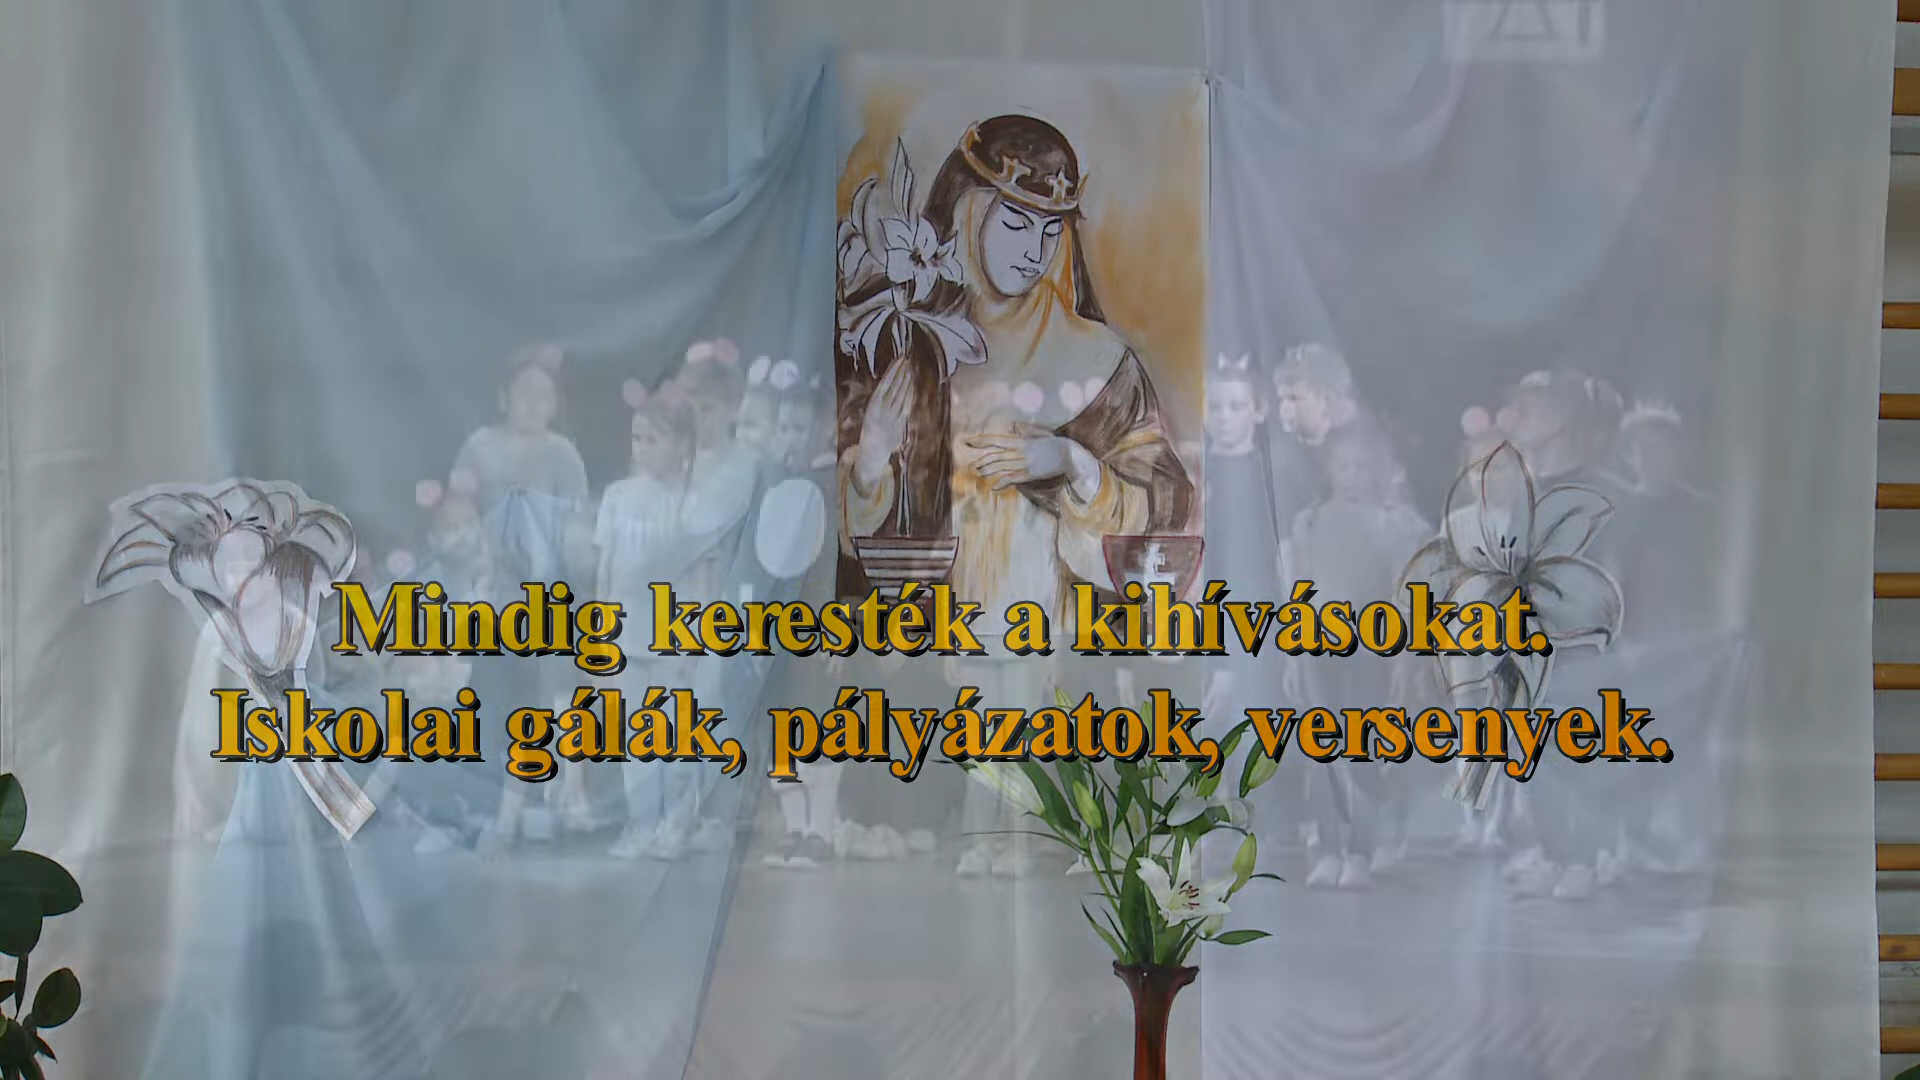 Mindig keresték a kihívásokat.
Iskolai gálák, pályázatok, versenyek.